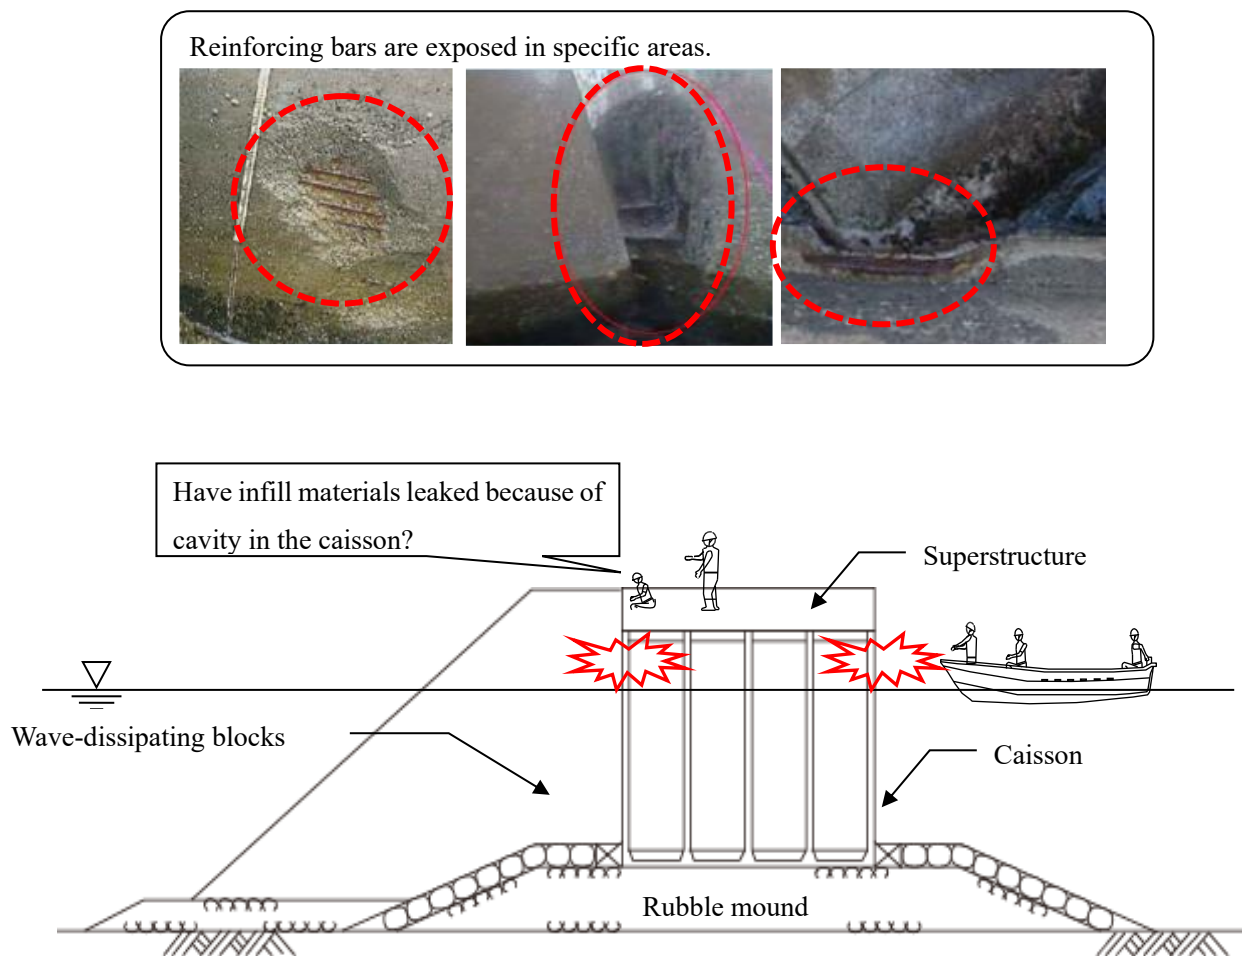 Reinforcing bars are exposed in specific areas.
Have infill materials leaked because of
cavity in the caisson?
Superstructure
Wave-dissipating blocks
Caisson
Rubble mound